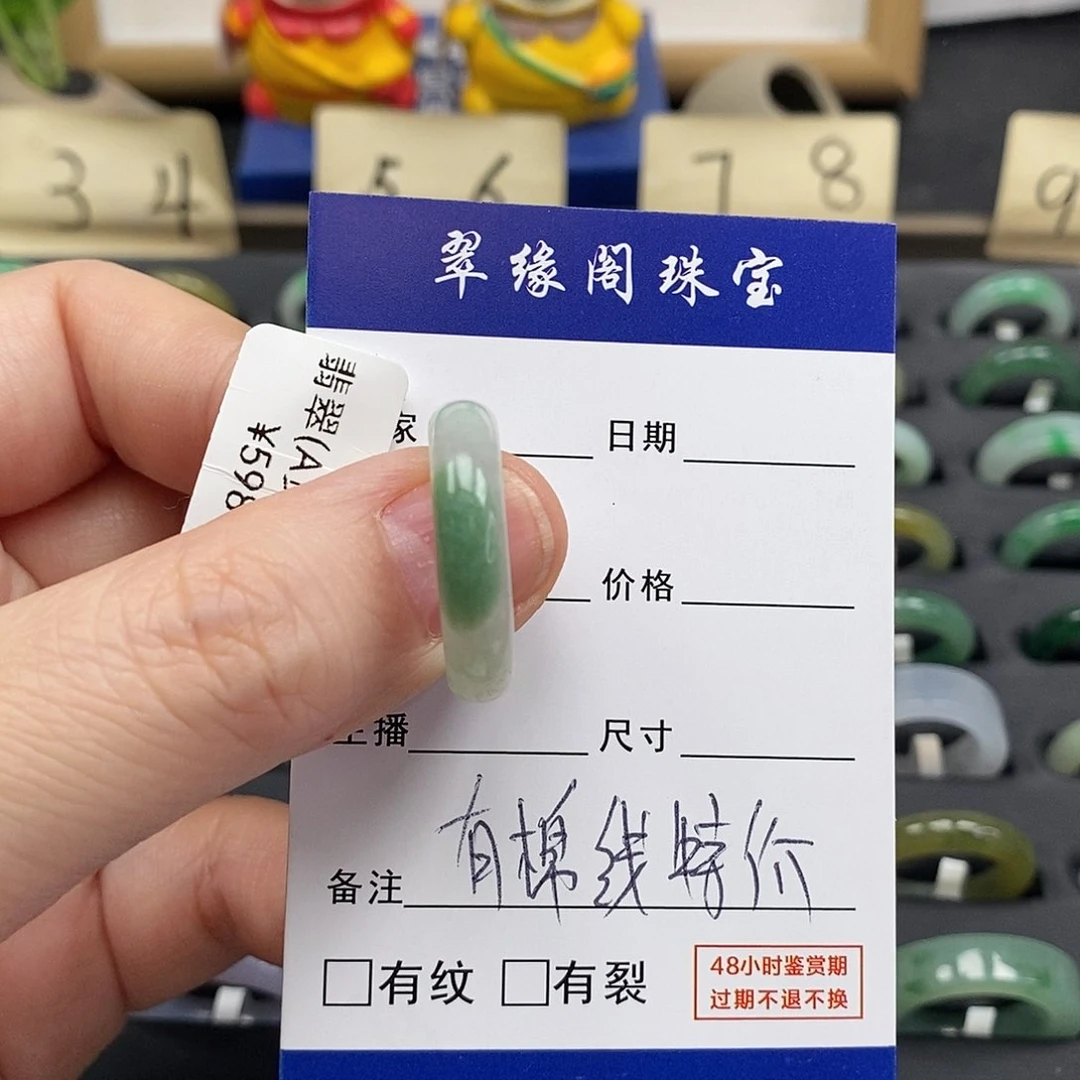 3 4
5 6
7 8
9
翠缘阁珠宝
翡翠(A
¥598
家 日期
价格
主播 尺寸
备注 有棉线特价
有纹 有裂
48小时鉴赏期
过期不退不换